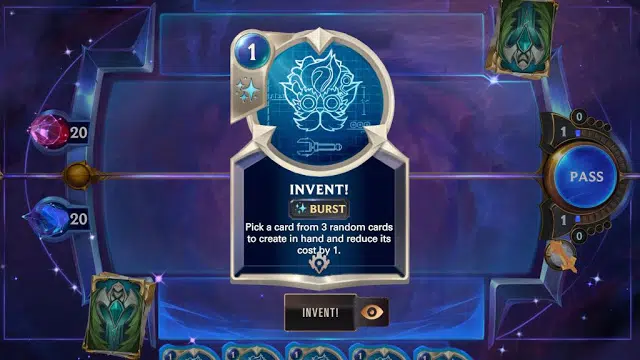 1
20
20
INVENT!
BURST
Pick a card from 3 random cards
to create in hand and reduce its
cost by 1.
0
1
PASS
1
0
INVENT!